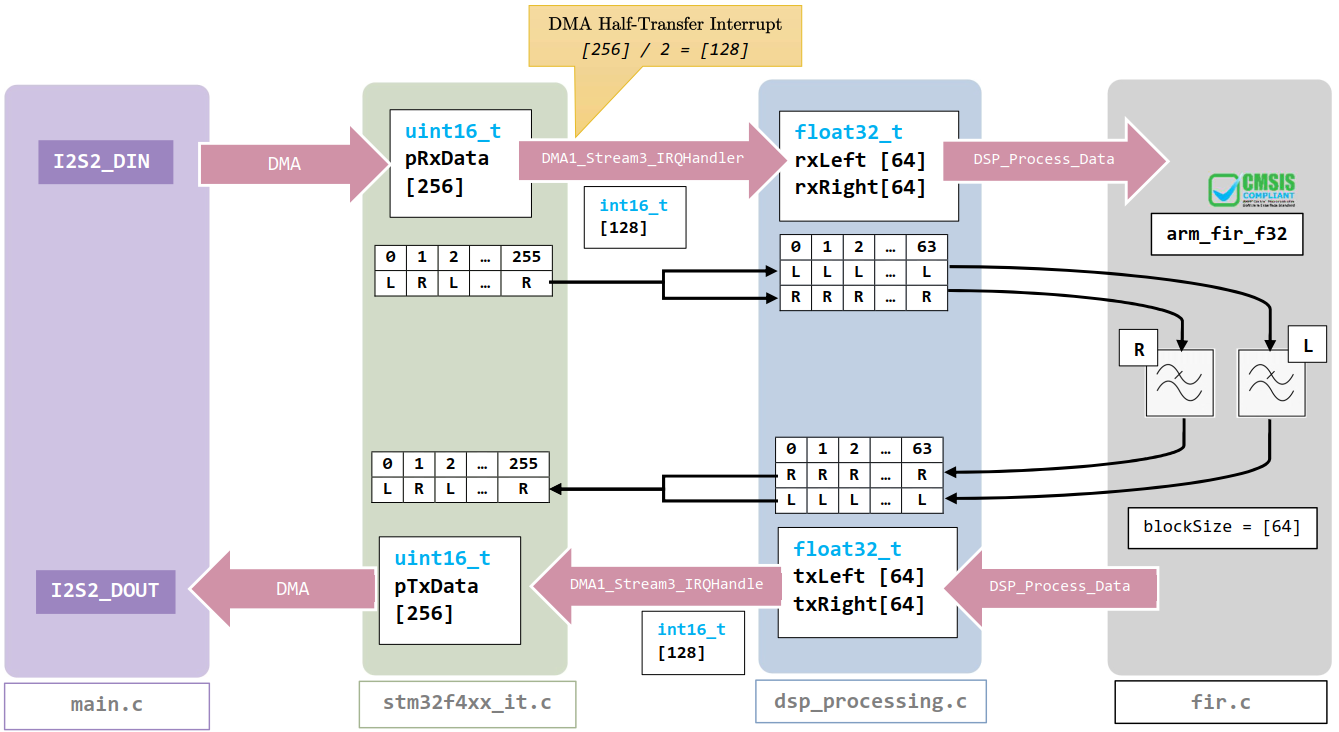 DMA Half-Transfer Interrupt
[256] / 2 = [128]
I2S2_DIN
DMA
uint16_t
pRxData
[256]
DMA1_Stream3_IRQHandler
int16_t
[128]
float32_t
rxLeft [64]
rxRight[64]
DSP_Process_Data
CMSIS
COMPLIANT
arm_fir_f32
0 1 2 … 255
L R L … R
0 1 2 … 63
L L L … L
R R R … R
R
L
0 1 2 … 255
L R L … R
0 1 2 … 63
R R R … R
L L L … L
blockSize = [64]
I2S2_DOUT
DMA
uint16_t
pTxData
[256]
DMA1_Stream3_IRQHandle
int16_t
[128]
float32_t
txLeft [64]
txRight[64]
DSP_Process_Data
main.c
stm32f4xx_it.c
dsp_processing.c
fir.c